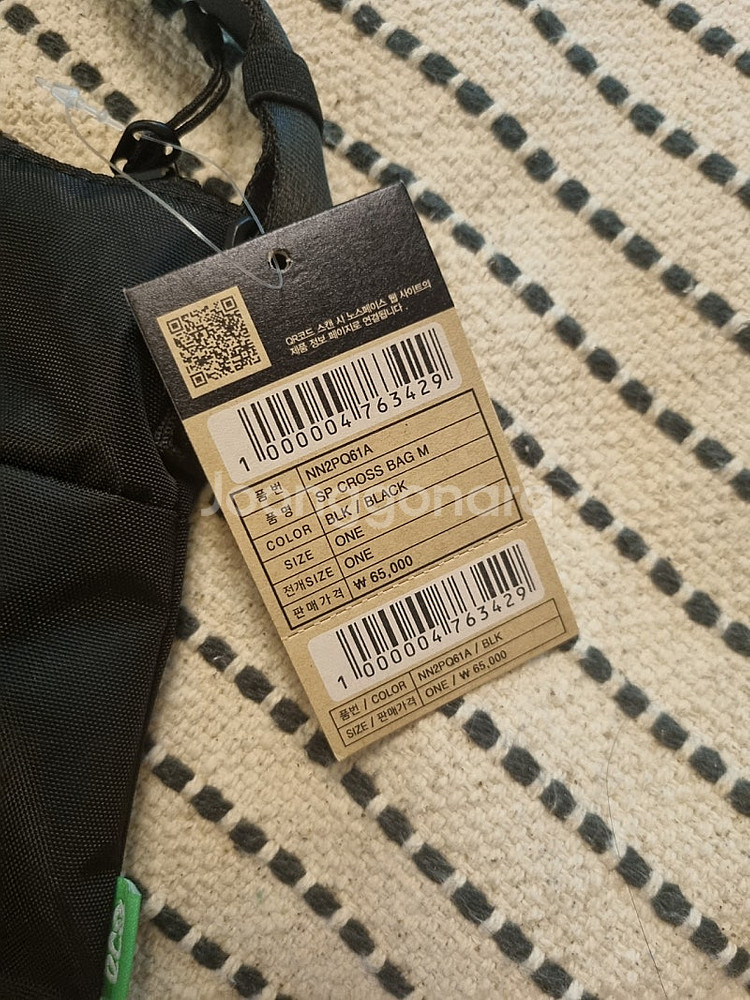 QR코드 스캔 시 노스페이스 웹 사이트의
제품 정보 페이지로 연결됩니다.
1000004763429
품번 NN2PQ61A
품명 SP CROSS BAG M
COLOR BLK / BLACK
SIZE ONE
전개SIZE ONE
판매가격 ₩ 65,000
Joonggonara
1000004763429
품번 / COLOR NN2PQ61A / BLK
SIZE / 판매가격 ONE / ₩ 65,000
eco